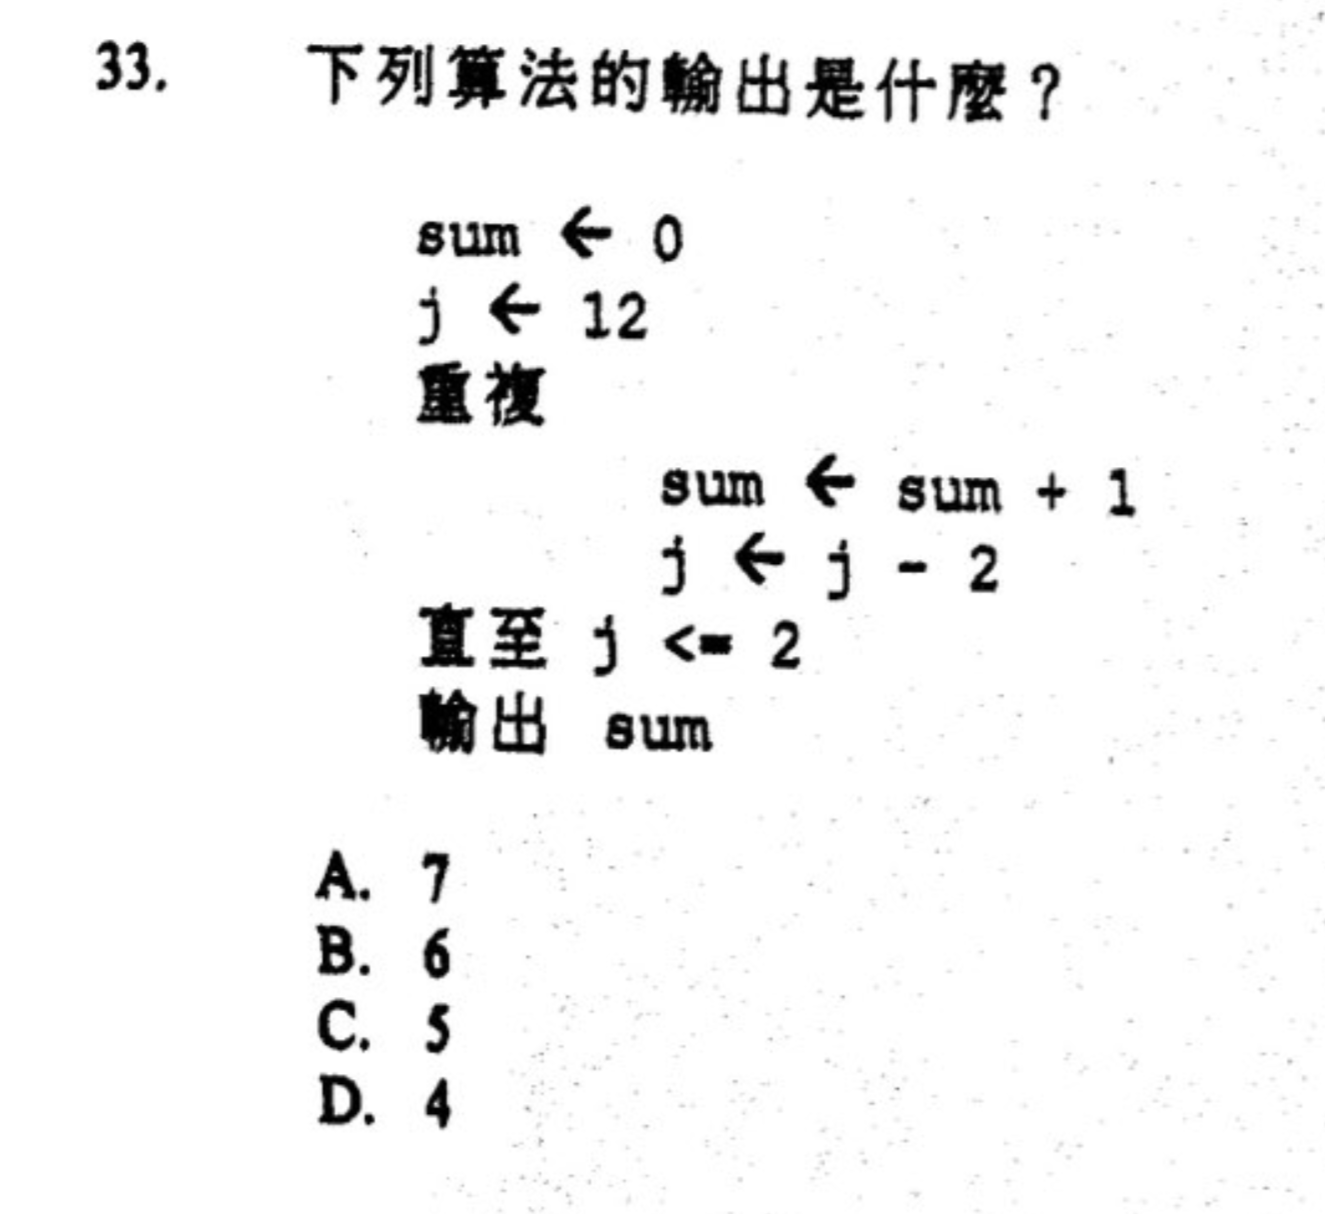 33. 下列算法的輸出是什麼？
sum ← 0
j ← 12
重複
sum ← sum + 1
j ← j - 2
直至 j <= 2
輸出 sum
A. 7
B. 6
C. 5
D. 4